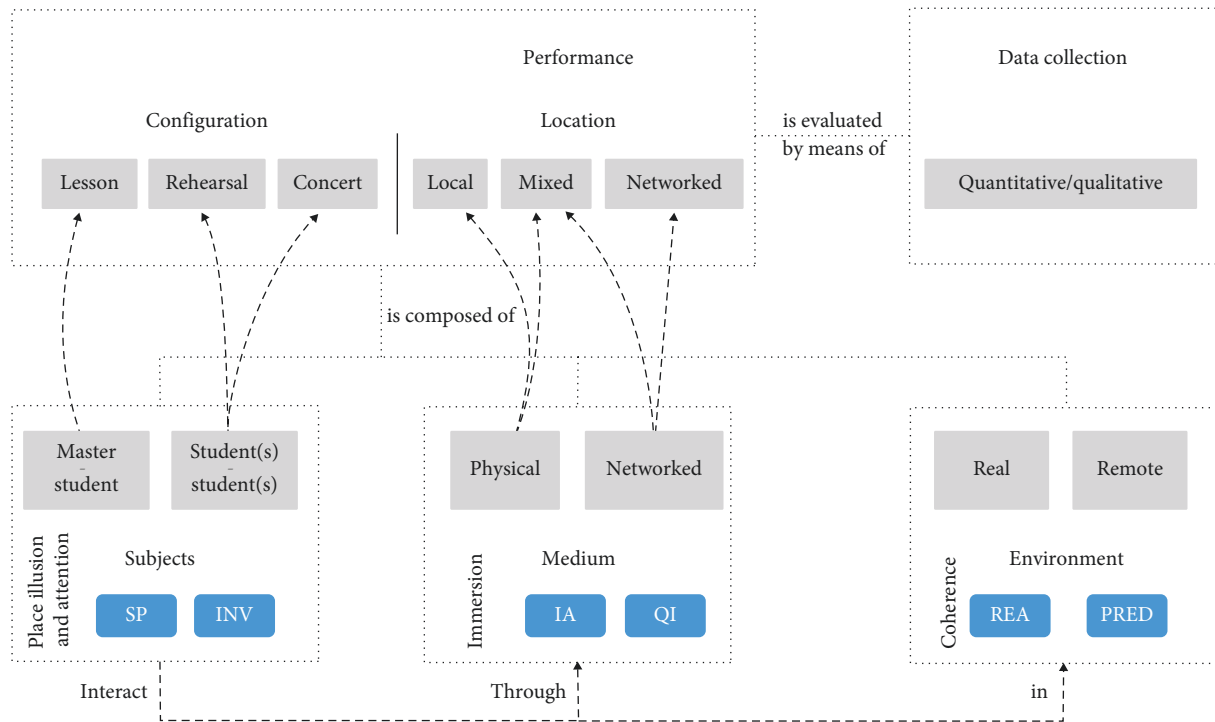 Performance
Data collection
Configuration
Location
is evaluated
by means of
Lesson
Rehearsal
Concert
Local
Mixed
Networked
Quantitative/qualitative
is composed of
Master
-
student
Student(s)
-
student(s)
Physical
Networked
Real
Remote
Place illusion
and attention
Subjects
SP
INV
Immersion
Medium
IA
QI
Coherence
Environment
REA
PRED
Interact
Through
in